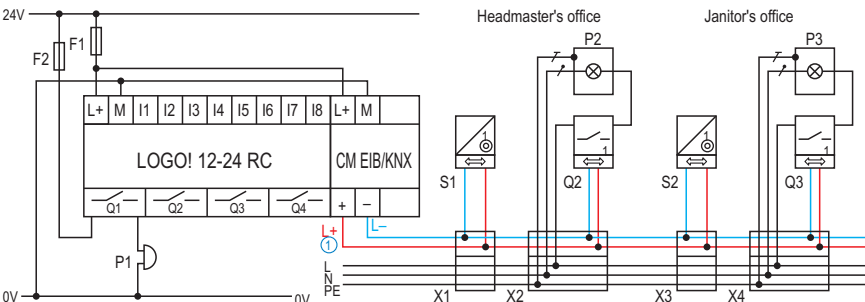 24V
Headmaster's office
Janitor's office
F2
F1
P2
P3
L+ M I1 I2 I3 I4 I5 I6 I7 I8 L+ M
LOGO! 12-24 RC
CM EIB/KNX
1
1
1
1
S1
Q2
S2
Q3
Q1 Q2 Q3 Q4
+ –
L+
L–
1
P1
L
N
PE
0V
0V
X1
X2
X3
X4